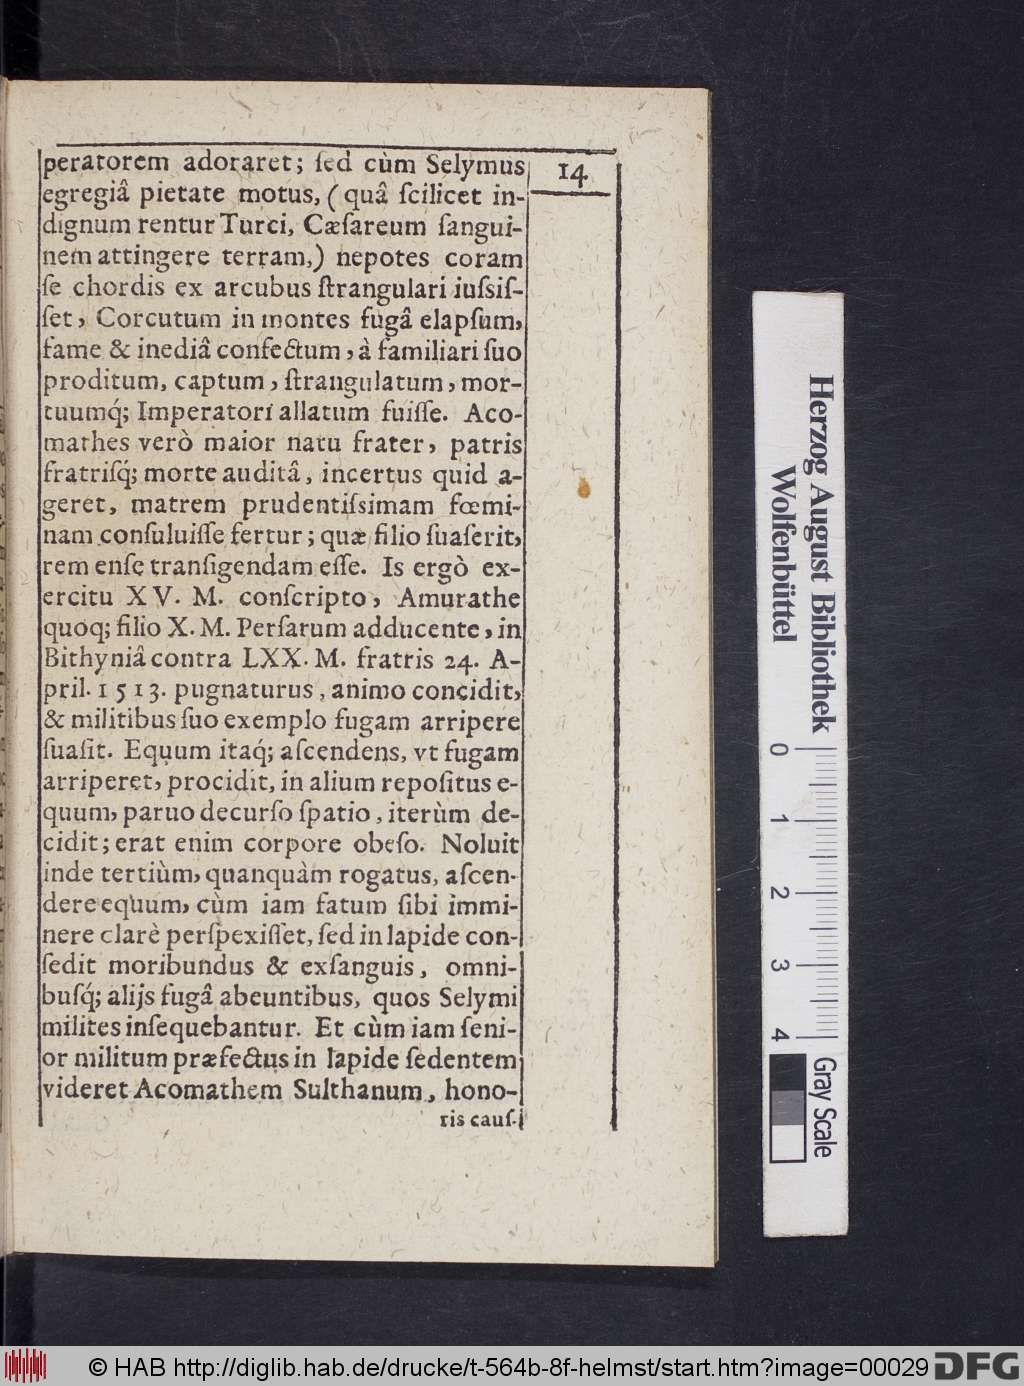 14
peratorem adoraret; ſed cùm Selymus
egregiâ pietate motus, (quâ ſcilicet in-
dignum rentur Turci, Cæſareum ſangui-
nem attingere terram,) nepotes coram
ſe chordis ex arcubus ſtrangulari iuſsiſ-
ſet, Corcutum in montes fugâ elapſum,
fame & inediâ confectum, à familiari ſuo
proditum, captum, ſtrangulatum, mor-
tuumq́; Imperatori allatum fuiſſe. Aco-
mathes verò maior natu frater, patris
fratriſq́; morte auditâ, incertus quid a-
geret, matrem prudentiſsimam fœmi-
nam conſuluiſſe fertur; quæ filio ſuaſerit,
rem enſe tranſigendam eſſe. Is ergò ex-
ercitu XV. M. conſcripto, Amurathe
quoq; filio X. M. Perſarum adducente, in
Bithyniâ contra LXX. M. fratris 24. A-
pril. 1513. pugnaturus, animo concidit,
& militibus ſuo exemplo fugam arripere
ſuaſit. Equum itaq́; aſcendens, vt fugam
arriperet, procidit, in alium repoſitus e-
quum, paruo decurſo ſpatio, iterùm de-
cidit; erat enim corpore obeſo. Noluit
inde tertiùm, quanquàm rogatus, aſcen-
dere equum, cùm iam fatum ſibi immi-
nere clarè perſpexiſſet, ſed in lapide con-
ſedit moribundus & exſanguis, omni-
buſq́; alijs fugâ abeuntibus, quos Selymi
milites inſequebantur. Et cùm iam ſeni-
or militum præfectus in lapide ſedentem
videret Acomathem Sulthanum, hono-
ris cauſ.
Herzog August Bibliothek
Wolfenbüttel
0 1 2 3 4
Gray Scale
© HAB http://diglib.hab.de/drucke/t-564b-8f-helmst/start.htm?image=00029
DFG